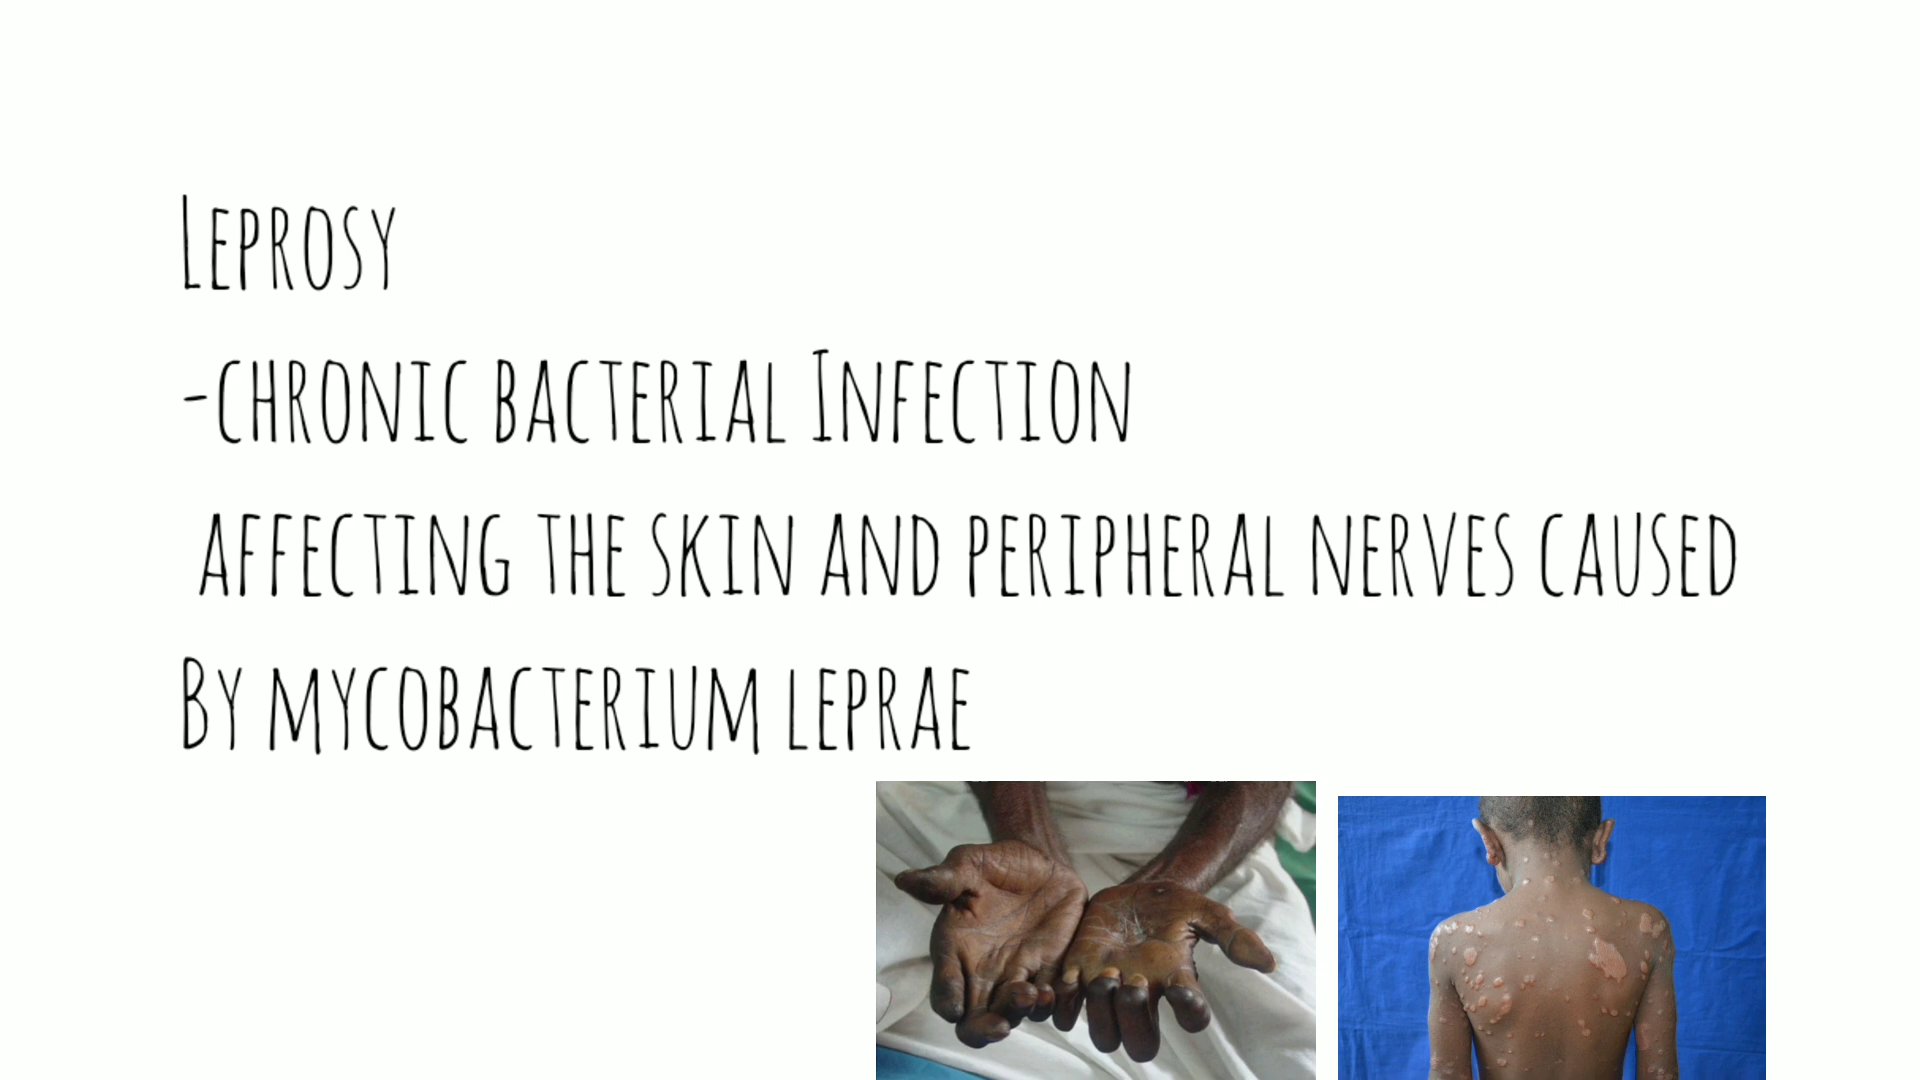 Leprosy
-chronic bacterial Infection
affecting the skin and peripheral nerves caused
By mycobacterium leprae